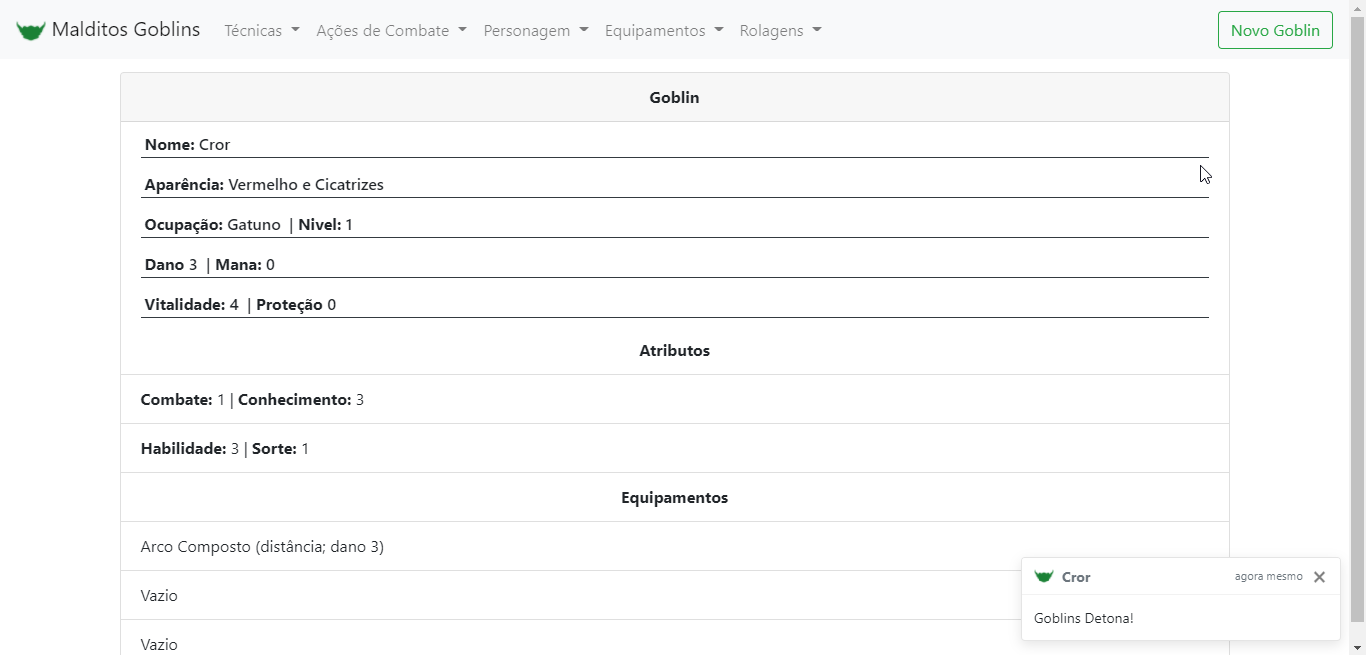 Malditos Goblins Técnicas Ações de Combate Personagem Equipamentos Rolagens Novo Goblin
Goblin
Nome: Cror
Aparência: Vermelho e Cicatrizes
Ocupação: Gatuno | Nivel: 1
Dano 3 | Mana: 0
Vitalidade: 4 | Proteção 0
Atributos
Combate: 1 | Conhecimento: 3
Habilidade: 3 | Sorte: 1
Equipamentos
Arco Composto (distância; dano 3)
Vazio
Vazio
Cror agora mesmo
Goblins Detona!